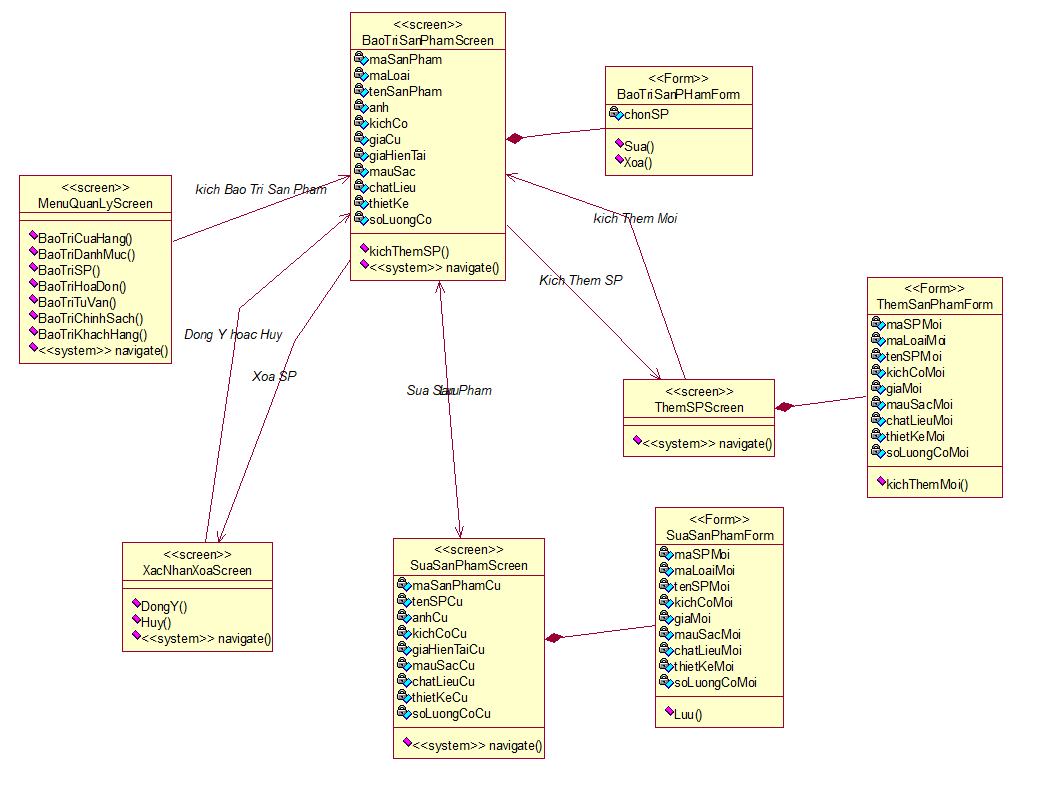 <<screen>>
BaoTriSanPhamScreen
maSanPham
maLoai
tenSanPham
anh
kichCo
giaCu
giaHienTai
mauSac
chatLieu
thietKe
soLuongCo
kichThemSP()
<<system>> navigate()
<<Form>>
BaoTriSanPHamForm
chonSP
Sua()
Xoa()
<<screen>>
MenuQuanLyScreen
BaoTriCuaHang()
BaoTriDanhMuc()
BaoTriSP()
BaoTriHoaDon()
BaoTriTuVan()
BaoTriChinhSach()
BaoTriKhachHang()
<<system>> navigate()
kich Bao Tri San Pham
kich Them Moi
Kich Them SP
Dong Y hoac Huy
Xoa SP
Sua San Pham
Luu
<<screen>>
ThemSPScreen
<<system>> navigate()
<<Form>>
ThemSanPhamForm
maSPMoi
maLoaiMoi
tenSPMoi
kichCoMoi
giaMoi
mauSacMoi
chatLieuMoi
thietKeMoi
soLuongCoMoi
kichThemMoi()
<<screen>>
XacNhanXoaScreen
DongY()
Huy()
<<system>> navigate()
<<screen>>
SuaSanPhamScreen
maSanPhamCu
tenSPCu
anhCu
kichCoCu
giaHienTaiCu
mauSacCu
chatLieuCu
thietKeCu
soLuongCoCu
<<system>> navigate()
<<Form>>
SuaSanPhamForm
maSPMoi
maLoaiMoi
tenSPMoi
kichCoMoi
giaMoi
mauSacMoi
chatLieuMoi
thietKeMoi
soLuongCoMoi
Luu()